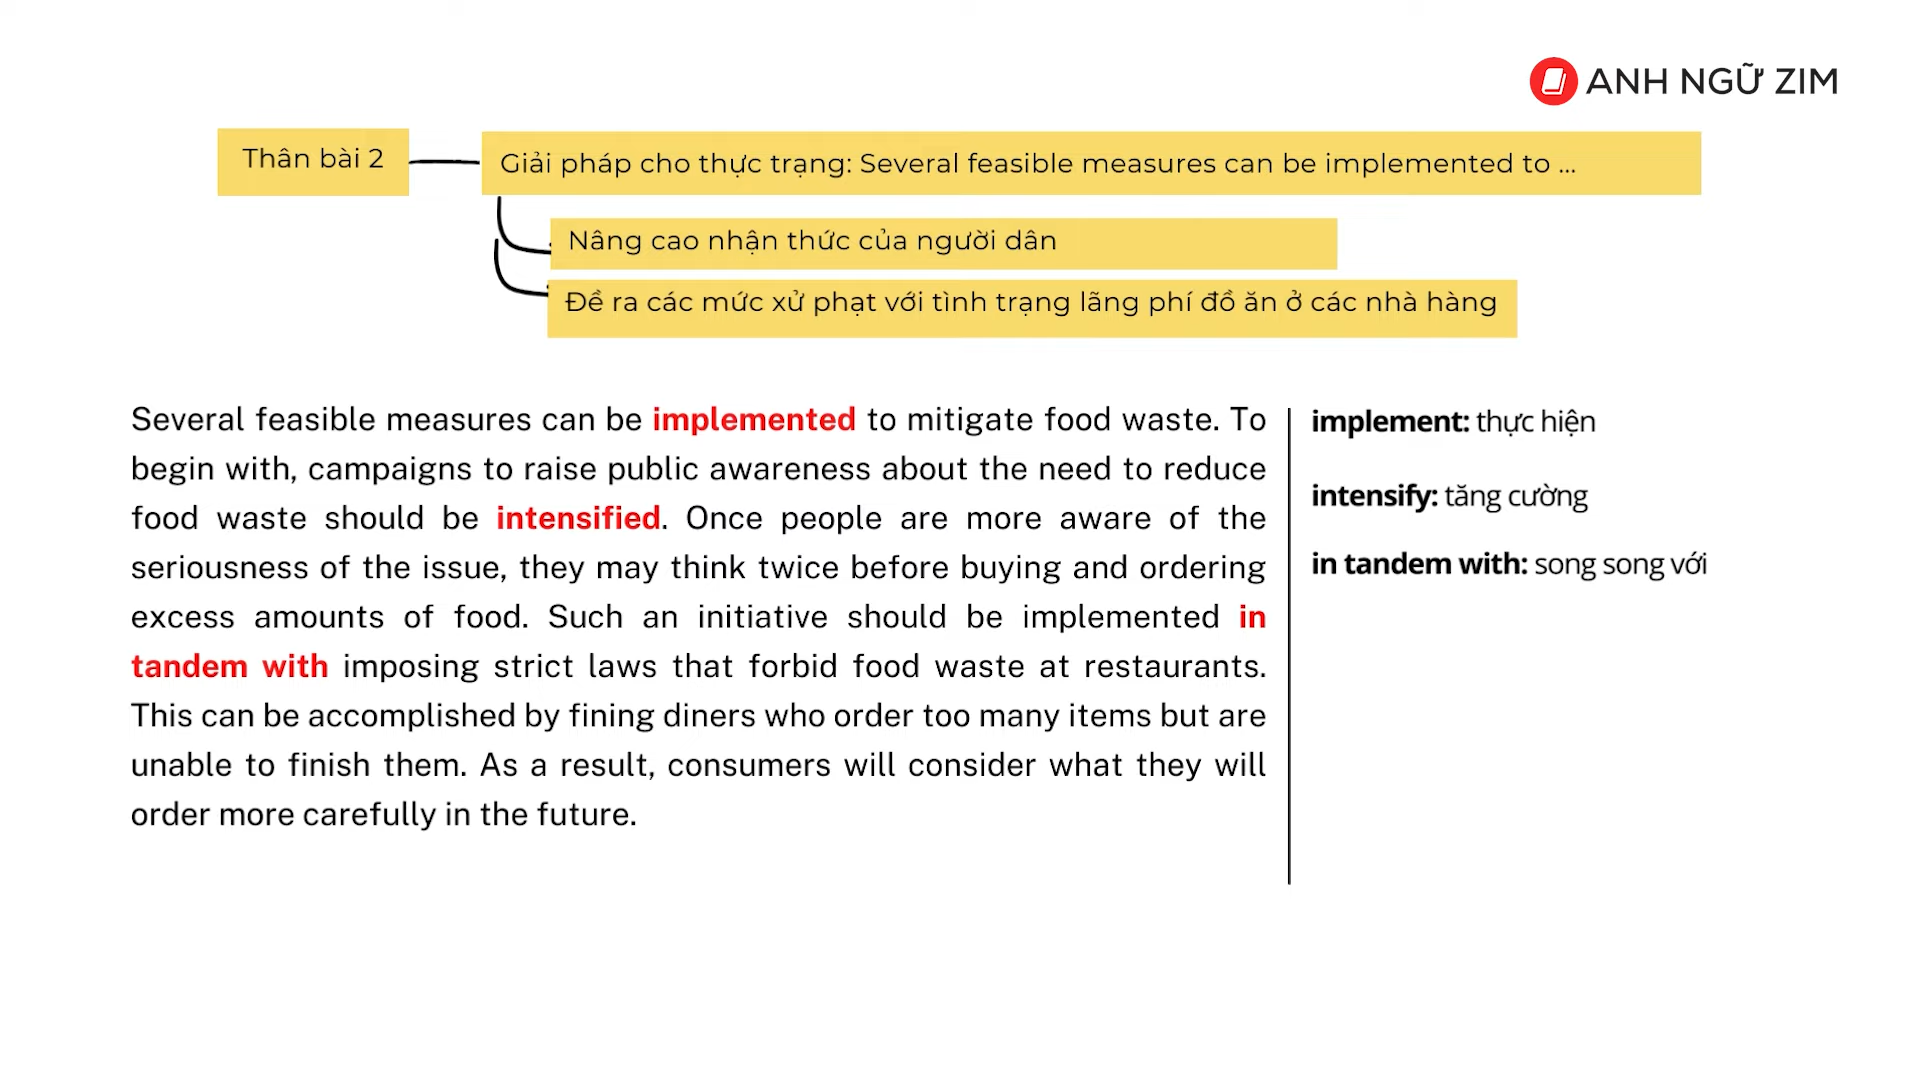 ANH NGỮ ZIM
Thân bài 2
Giải pháp cho thực trạng: Several feasible measures can be implemented to ...
Nâng cao nhận thức của người dân
Đề ra các mức xử phạt với tình trạng lãng phí đồ ăn ở các nhà hàng
Several feasible measures can be implemented to mitigate food waste. To
begin with, campaigns to raise public awareness about the need to reduce
food waste should be intensified. Once people are more aware of the
seriousness of the issue, they may think twice before buying and ordering
excess amounts of food. Such an initiative should be implemented in
tandem with imposing strict laws that forbid food waste at restaurants.
This can be accomplished by fining diners who order too many items but are
unable to finish them. As a result, consumers will consider what they will
order more carefully in the future.
implement: thực hiện
intensify: tăng cường
in tandem with: song song với